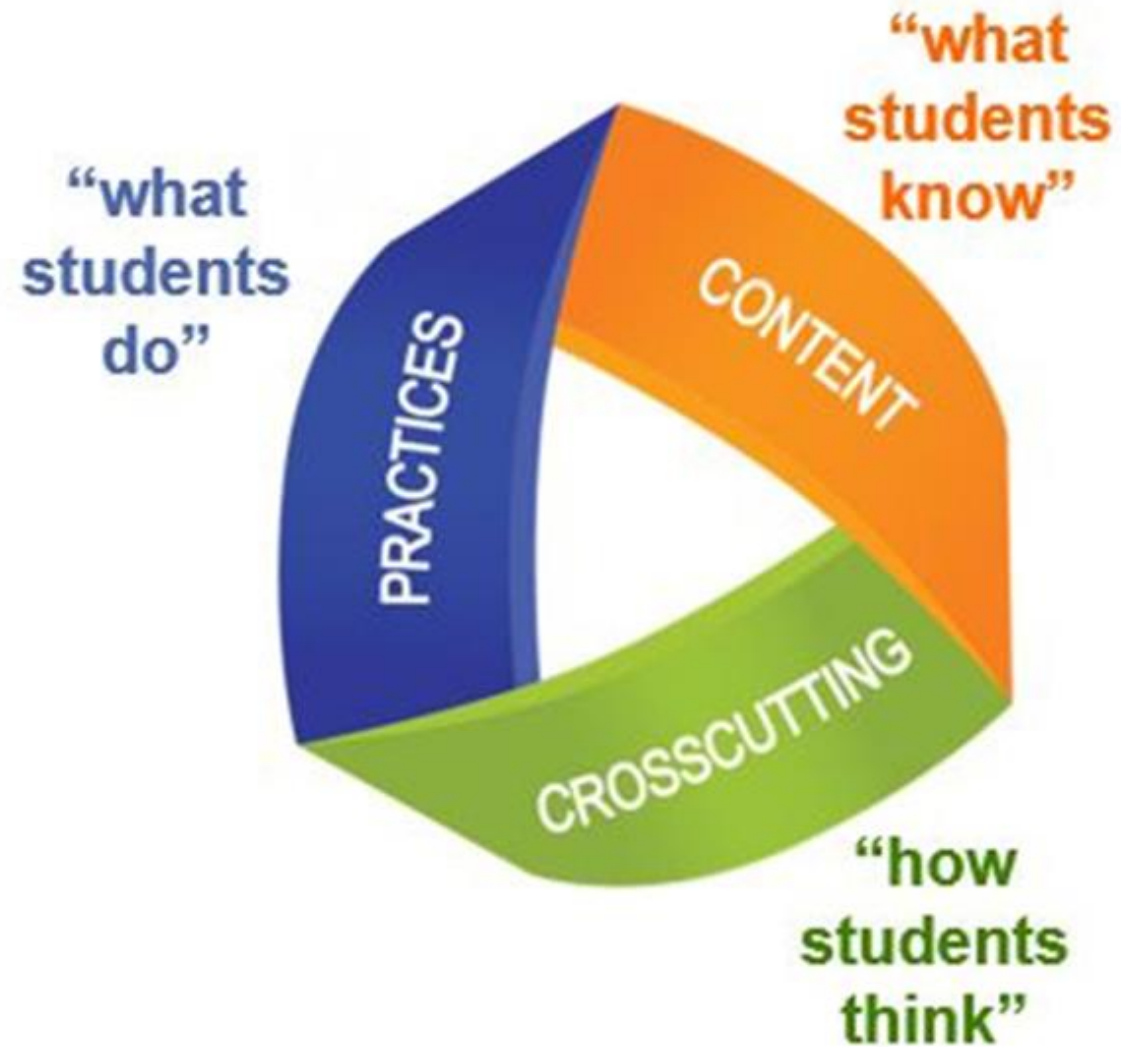 “what
students
know”
“what
students
do”
CONTENT
PRACTICES
CROSSCUTTING
“how
students
think”